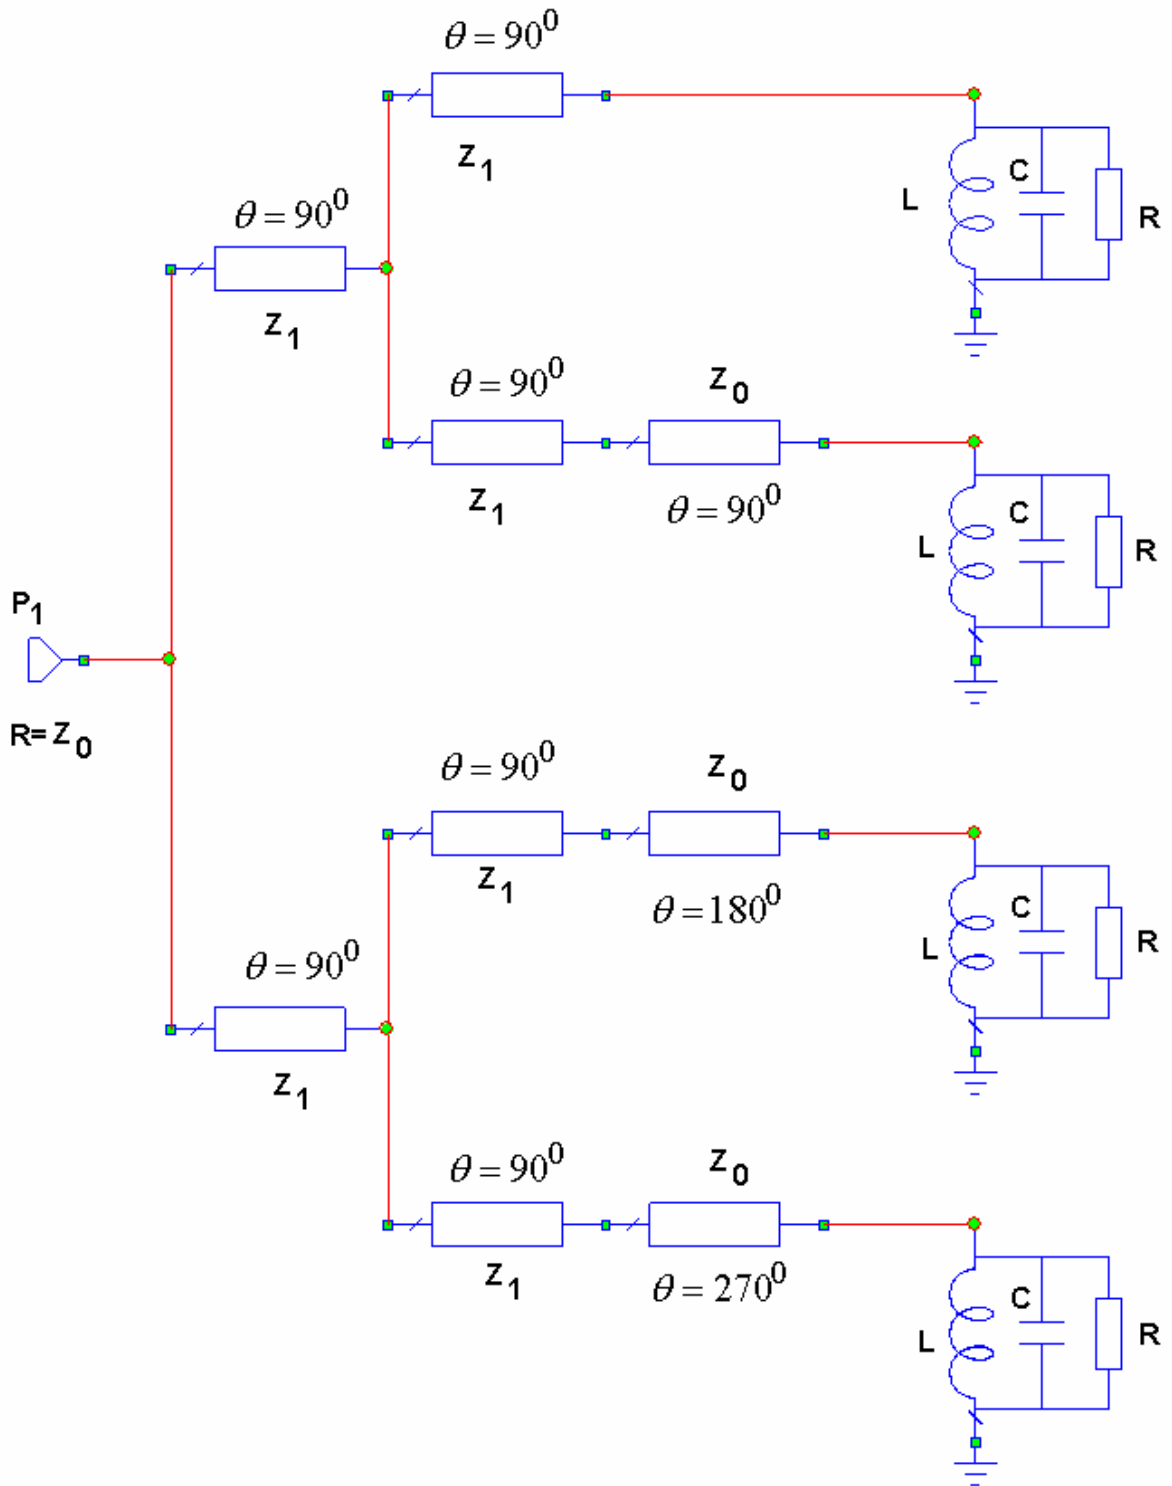 θ = 90⁰
Z₁
θ = 90⁰
Z₁
L
C
R
θ = 90⁰
Z₁
Z₀
θ = 90⁰
L
C
R
P₁
R= Z₀
θ = 90⁰
Z₁
Z₀
θ = 180⁰
L
C
R
θ = 90⁰
Z₁
θ = 90⁰
Z₁
Z₀
θ = 270⁰
L
C
R